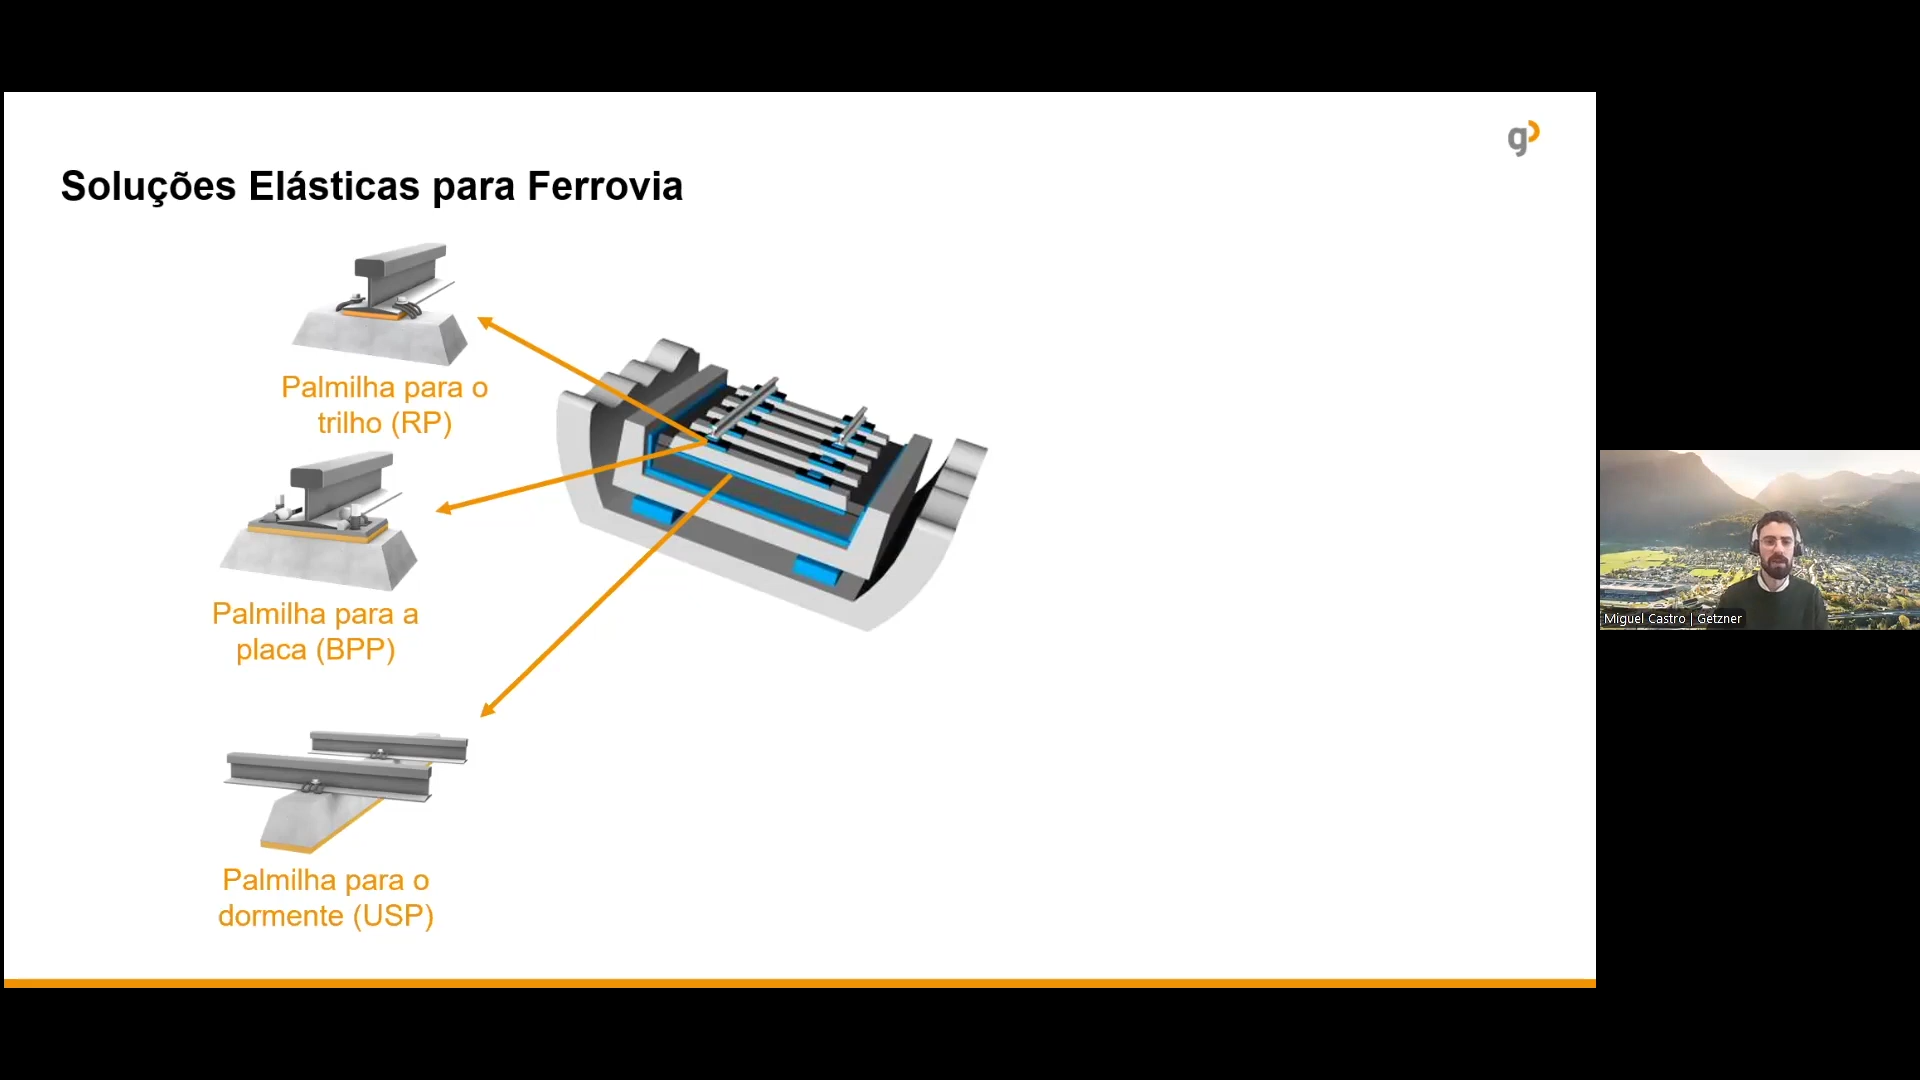 g
Soluções Elásticas para Ferrovia
Palmilha para o
trilho (RP)
Palmilha para a
placa (BPP)
Palmilha para o
dormente (USP)
Miguel Castro | Getzner